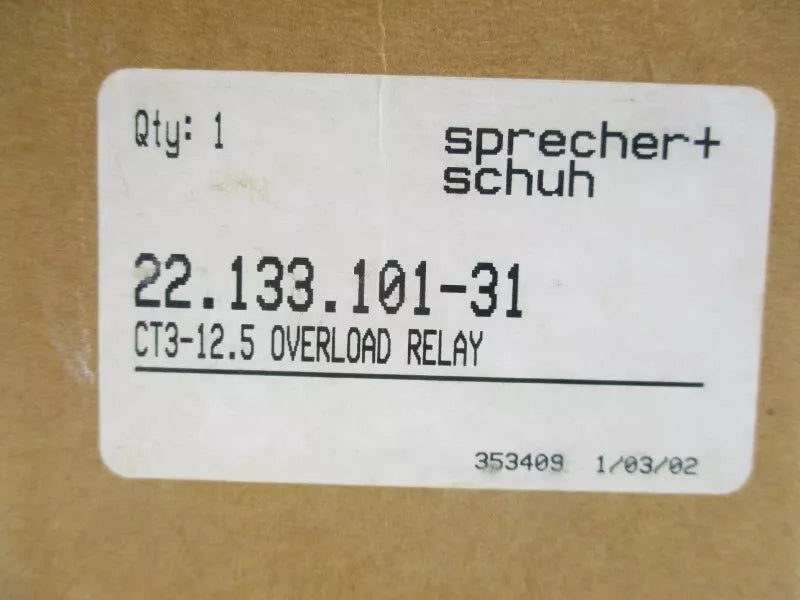 Qty: 1
sprecher+
schuh
22.133.101-31
CT3-12.5 OVERLOAD RELAY
353409 1/03/02